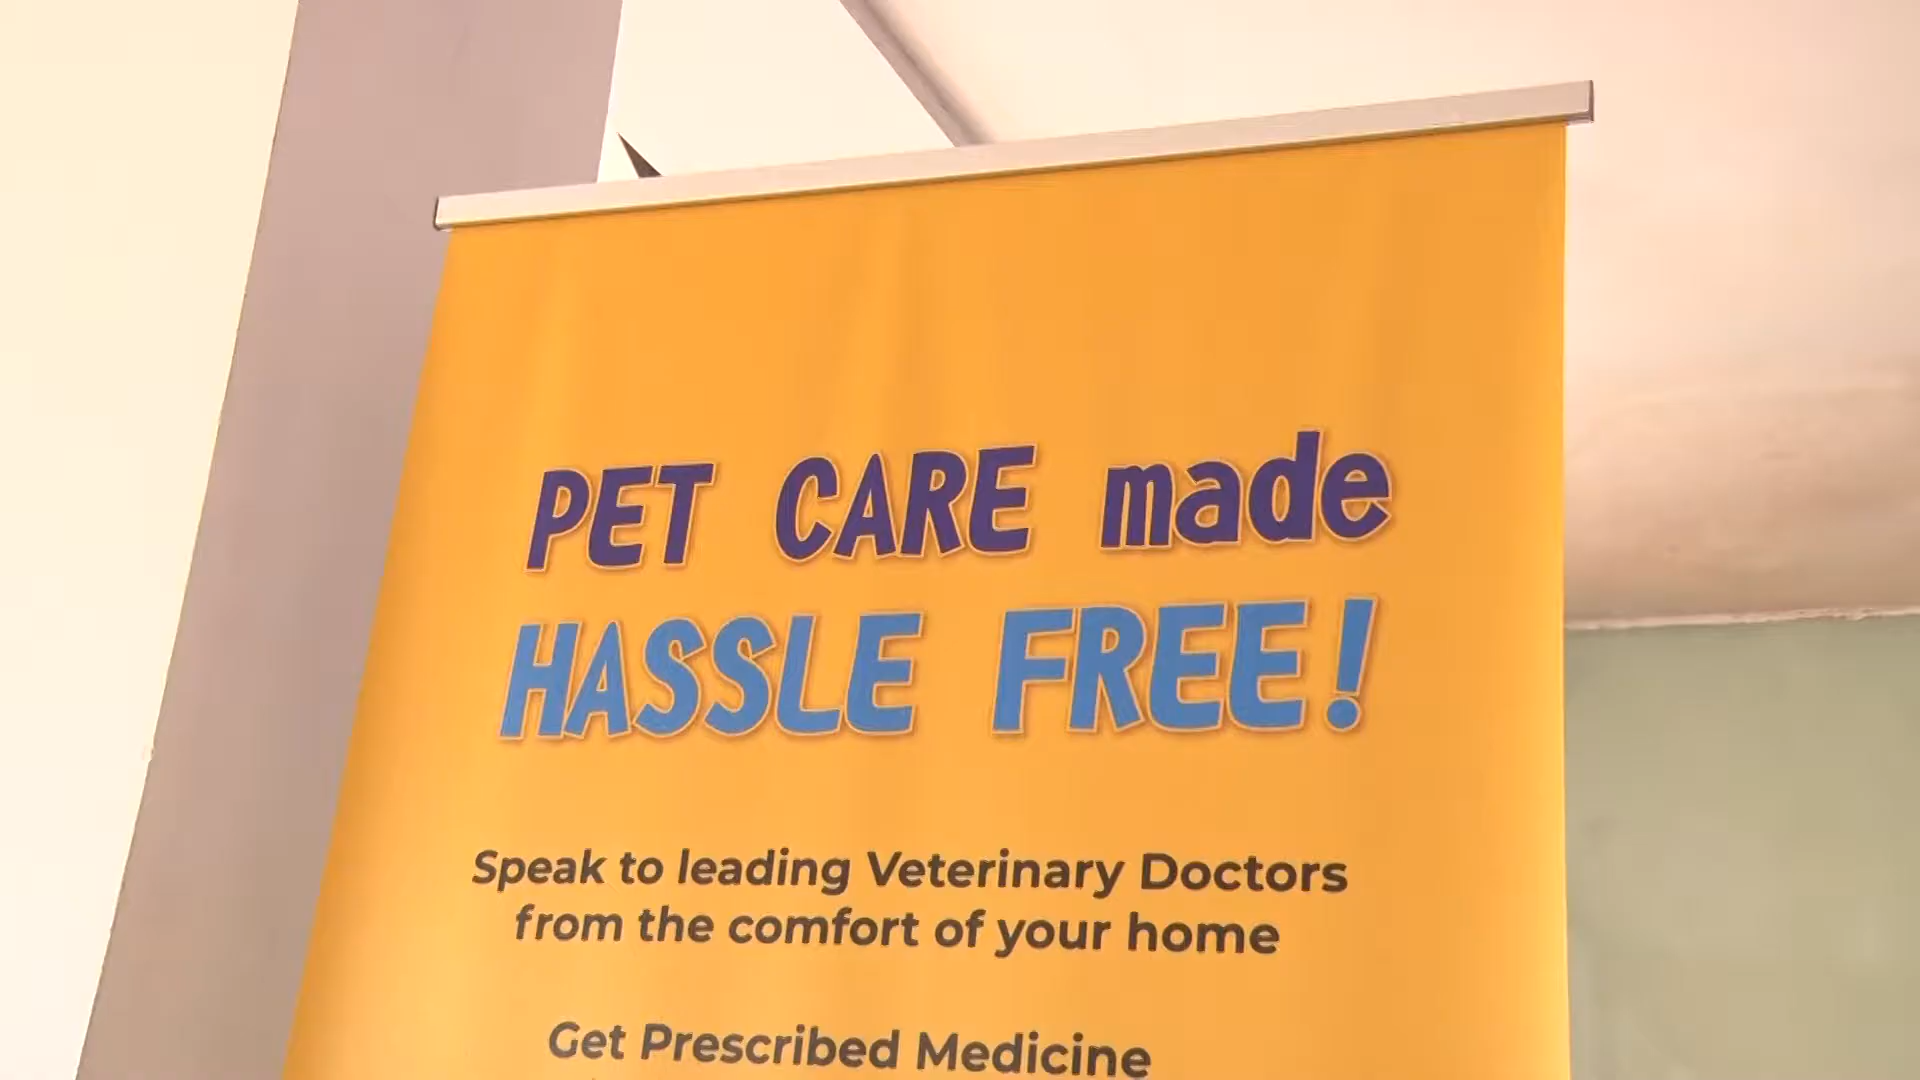 PET CARE made
HASSLE FREE!
Speak to leading Veterinary Doctors
from the comfort of your home
Get Prescribed Medicine